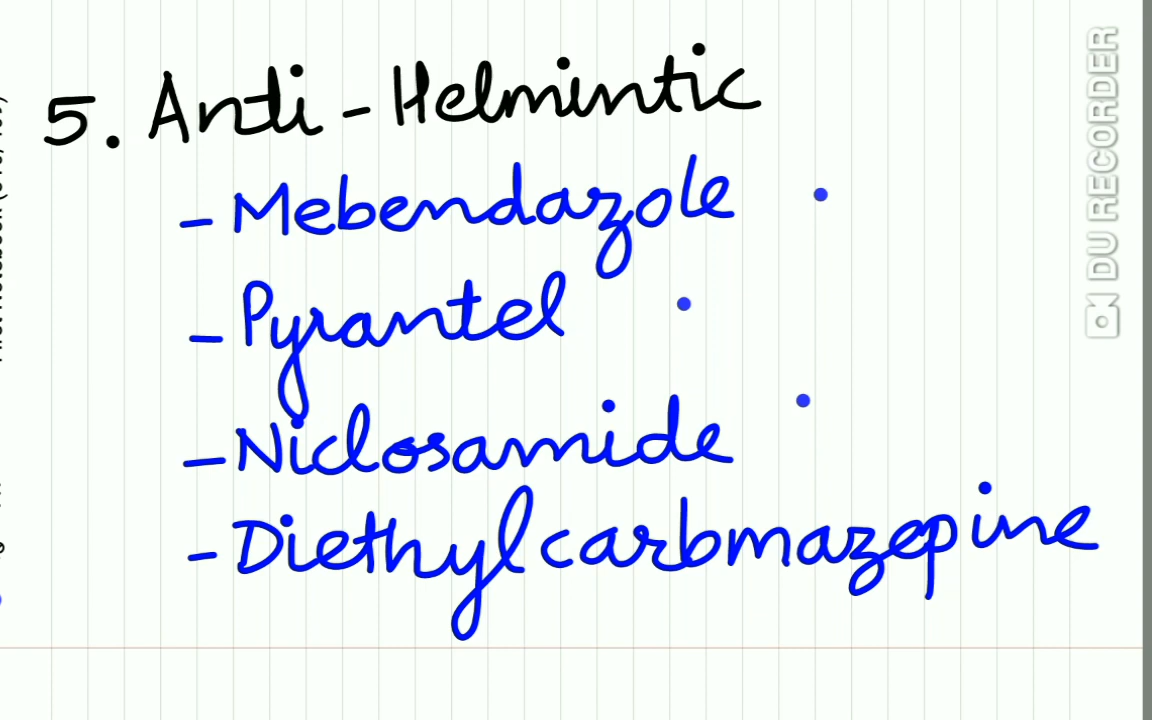 5. Anti-Helmintic
- Mebendazole
- Pyrantel
- Niclosamide
- Diethylcarbmazepine
DU RECORDER